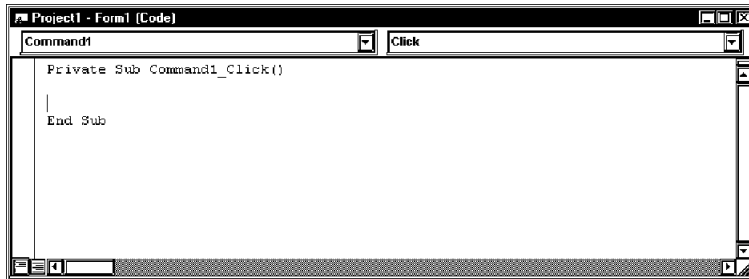 Project1 - Form1 (Code)
Command1 Click
Private Sub Command1_Click()
End Sub